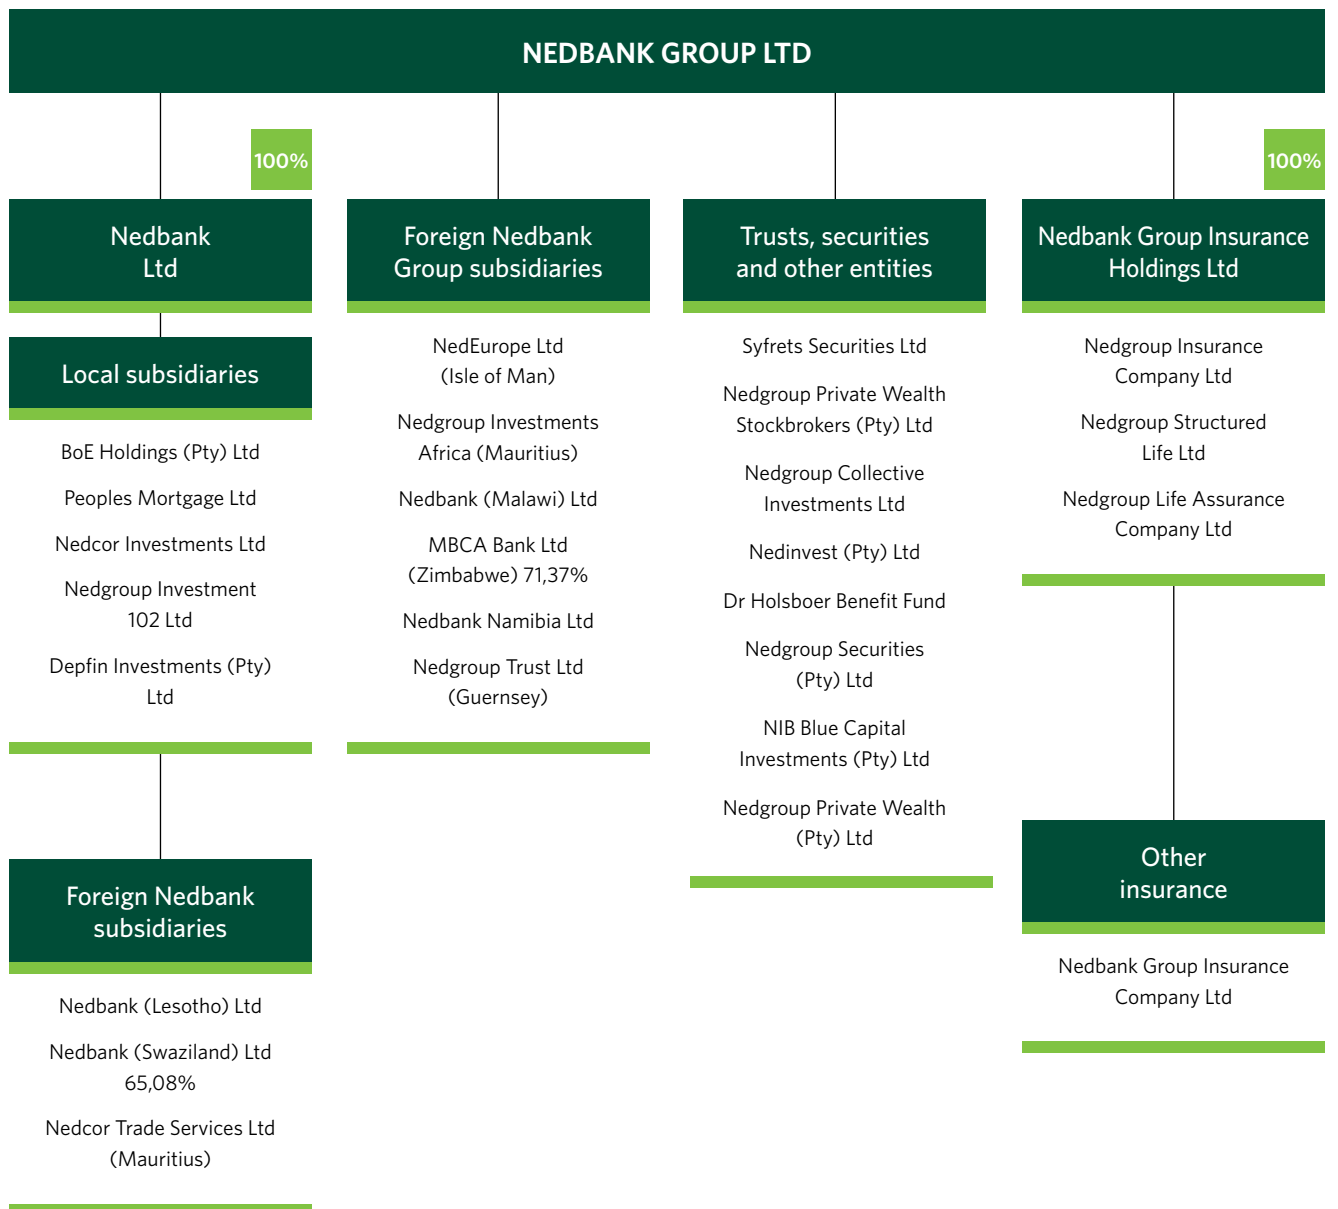 NEDBANK GROUP LTD
100%
Nedbank
Ltd
Local subsidiaries
BoE Holdings (Pty) Ltd
Peoples Mortgage Ltd
Nedcor Investments Ltd
Nedgroup Investment
102 Ltd
Depfin Investments (Pty)
Ltd
Foreign Nedbank
subsidiaries
Nedbank (Lesotho) Ltd
Nedbank (Swaziland) Ltd
65,08%
Nedcor Trade Services Ltd
(Mauritius)
Foreign Nedbank
Group subsidiaries
NedEurope Ltd
(Isle of Man)
Nedgroup Investments
Africa (Mauritius)
Nedbank (Malawi) Ltd
MBCA Bank Ltd
(Zimbabwe) 71,37%
Nedbank Namibia Ltd
Nedgroup Trust Ltd
(Guernsey)
Trusts, securities
and other entities
Syfrets Securities Ltd
Nedgroup Private Wealth
Stockbrokers (Pty) Ltd
Nedgroup Collective
Investments Ltd
Nedinvest (Pty) Ltd
Dr Holsboer Benefit Fund
Nedgroup Securities
(Pty) Ltd
NIB Blue Capital
Investments (Pty) Ltd
Nedgroup Private Wealth
(Pty) Ltd
100%
Nedbank Group Insurance
Holdings Ltd
Nedgroup Insurance
Company Ltd
Nedgroup Structured
Life Ltd
Nedgroup Life Assurance
Company Ltd
Other
insurance
Nedbank Group Insurance
Company Ltd